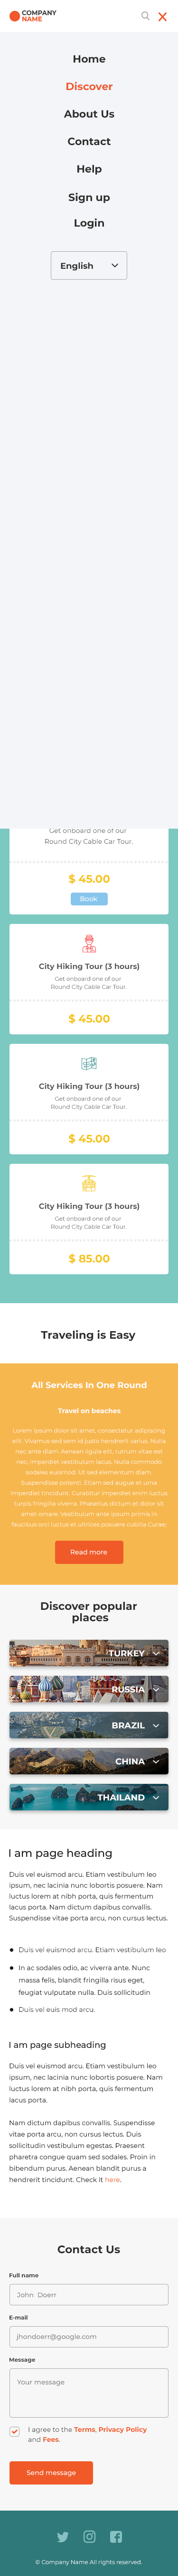 COMPANY
NAME
Home
Discover
About Us
Contact
Help
Sign up
Login
English
Get onboard one of our
Round City Cable Car Tour.
$ 45.00
Book
City Hiking Tour (3 hours)
Get onboard one of our
Round City Cable Car Tour.
$ 45.00
City Hiking Tour (3 hours)
Get onboard one of our
Round City Cable Car Tour.
$ 45.00
City Hiking Tour (3 hours)
Get onboard one of our
Round City Cable Car Tour.
$ 85.00
Traveling is Easy
All Services In One Round
Travel on beaches
Lorem ipsum dolor sit amet, consectetur adipiscing
elit. Vivamus sed sem id justo hendrerit varius. Nulla
nec ante diam. Aenean ligula elit, rutrum vitae est
nec, imperdiet vestibulum lacus. Nulla commodo
sodales euismod. Ut sed elementum diam.
Suspendisse potenti. Etiam sed augue et urna
imperdiet tincidunt. Curabitur imperdiet enim luctus
turpis fringilla viverra. Phasellus dictum et dolor sit
amet ornare. Vestibulum ante ipsum primis in
faucibus orci luctus et ultrices posuere cubilia Curae;
Read more
Discover popular
places
TURKEY
RUSSIA
BRAZIL
CHINA
THAILAND
I am page heading
Duis vel euismod arcu. Etiam vestibulum leo
ipsum, nec lacinia nunc lobortis posuere. Nam
luctus lorem at nibh porta, quis fermentum
lacus porta. Nam dictum dapibus convallis.
Suspendisse vitae porta arcu, non cursus lectus.
Duis vel euismod arcu. Etiam vestibulum leo
In ac sodales odio, ac viverra ante. Nunc
massa felis, blandit fringilla risus eget,
feugiat vulputate nulla. Duis sollicitudin
Duis vel euis mod arcu.
I am page subheading
Duis vel euismod arcu. Etiam vestibulum leo
ipsum, nec lacinia nunc lobortis posuere. Nam
luctus lorem at nibh porta, quis fermentum
lacus porta.
Nam dictum dapibus convallis. Suspendisse
vitae porta arcu, non cursus lectus. Duis
sollicitudin vestibulum egestas. Praesent
pharetra congue quam sed sodales. Proin in
bibendum purus. Aenean blandit purus a
hendrerit tincidunt. Check it here.
Contact Us
Full name
John Doerr
E-mail
jhondoerr@google.com
Message
Your message
I agree to the Terms, Privacy Policy
and Fees.
Send message
© Company Name All rights reserved.